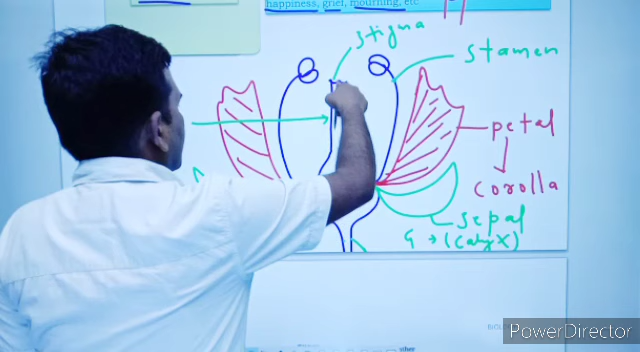 happiness, grief, mourning, etc
stigma
stamen
petal
corolla
sepal
(calyx)
PowerDirector